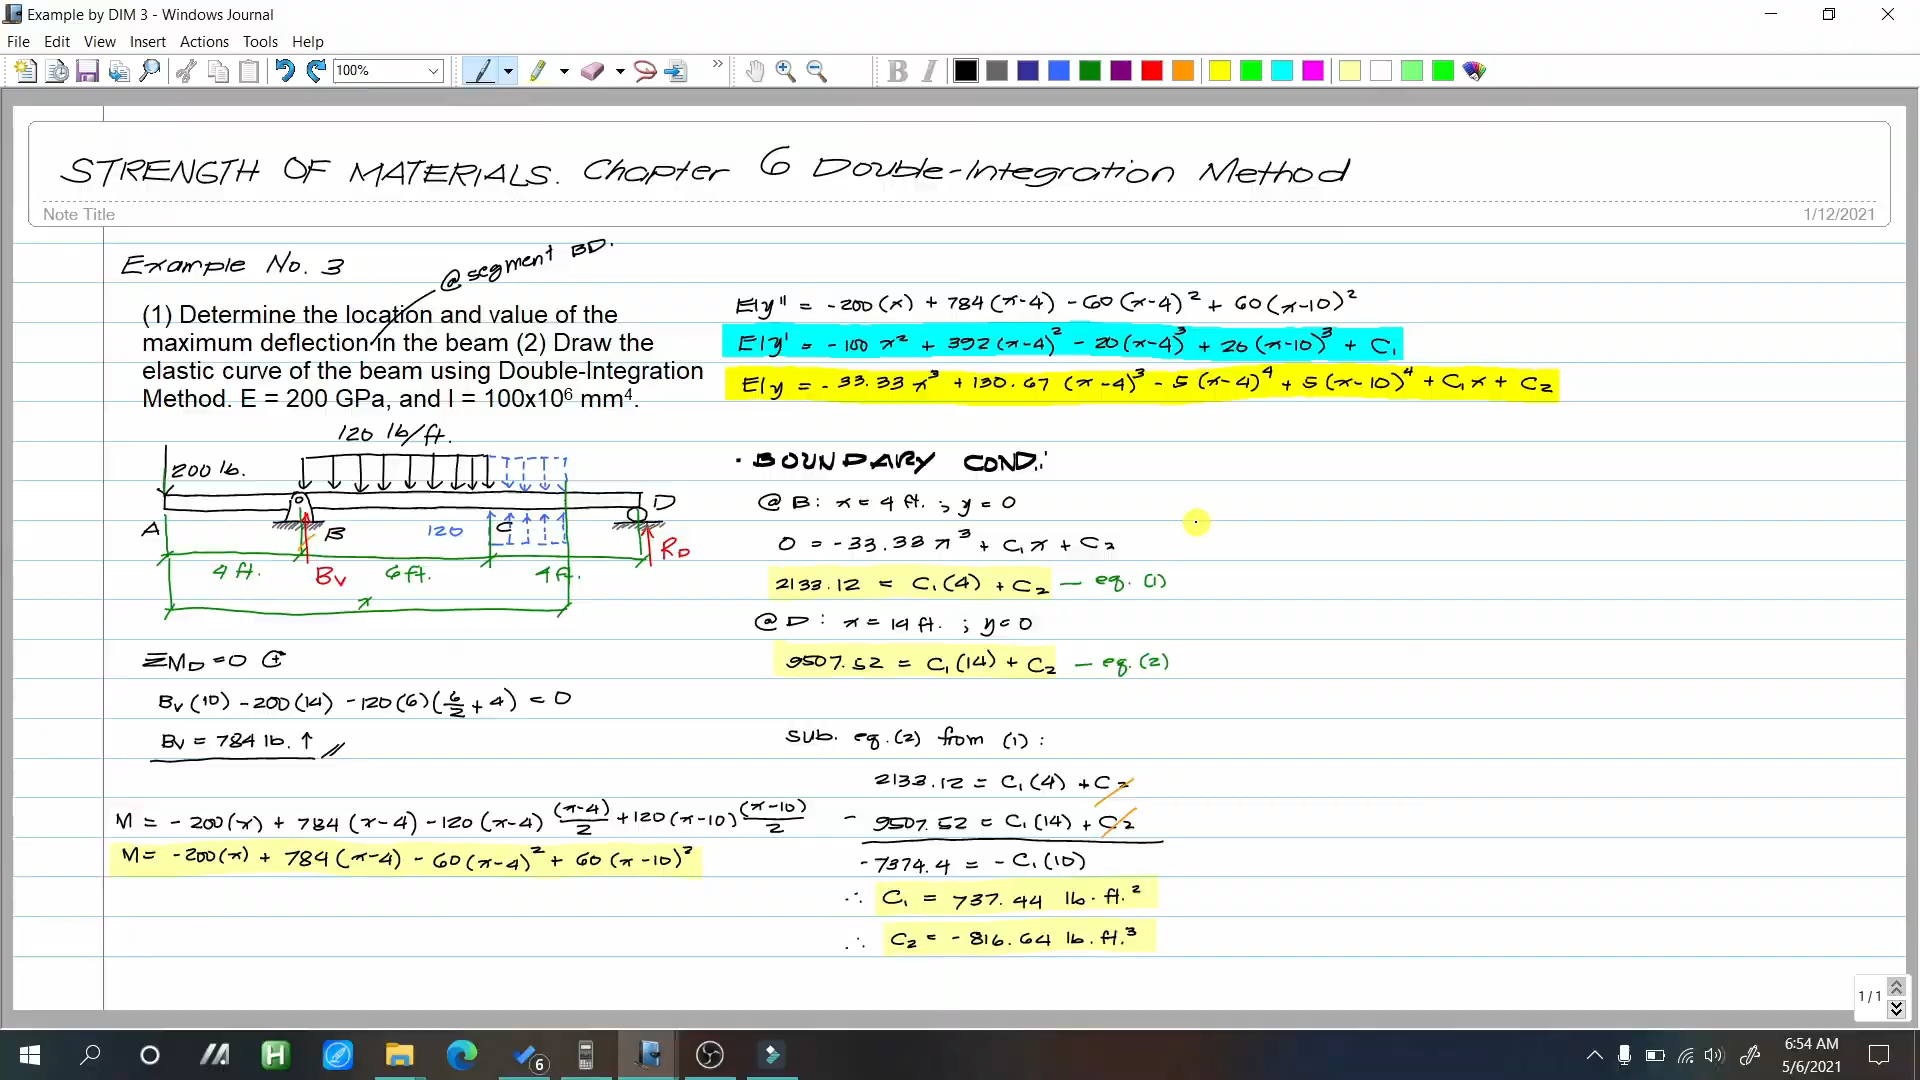 Example by DIM 3 - Windows Journal
File Edit View Insert Actions Tools Help
100%
STRENGTH OF MATERIALS. Chapter 6 Double-Integration Method
Note Title
1/12/2021
Example No. 3
@ segment BD.
(1) Determine the location and value of the
maximum deflection in the beam (2) Draw the
elastic curve of the beam using Double-Integration
Method. E = 200 GPa, and I = 100x10⁶ mm⁴.
120 lb/ft.
200 lb.
A B 120 C D
4 ft. Bv 6ft. 4ft. RD
x
ΣMD = 0
Bv (10) - 200 (14) - 120 (6) (6/2 + 4) = 0
Bv = 784 lb. ↑ //
M = - 200 (x) + 784 (x-4) - 120 (x-4) (x-4)/2 + 120 (x-10) (x-10)/2
M = - 200 (x) + 784 (x-4) - 60 (x-4)² + 60 (x-10)²
EIy'' = -200 (x) + 784 (x-4) - 60 (x-4)² + 60 (x-10)²
EIy' = -100 x² + 392 (x-4)² - 20 (x-4)³ + 20 (x-10)³ + C₁
EIy = -33.33 x³ + 130.67 (x-4)³ - 5 (x-4)⁴ + 5 (x-10)⁴ + C₁x + C₂
· BOUNDARY COND.:
@ B: x = 4 ft. ; y = 0
0 = -33.33 x³ + C₁x + C₂
2133.12 = C₁(4) + C₂ — eq. (1)
@ D: x = 14 ft. ; y = 0
9507.52 = C₁(14) + C₂ — eq. (2)
Sub. eq. (2) from (1) :
2133.12 = C₁(4) + C₂
- 9507.52 = C₁(14) + C₂
-7374.4 = - C₁(10)
∴ C₁ = 737.44 lb. ft.²
∴ C₂ = - 816.64 lb. ft.³
1 / 1
6
6:54 AM
5/6/2021